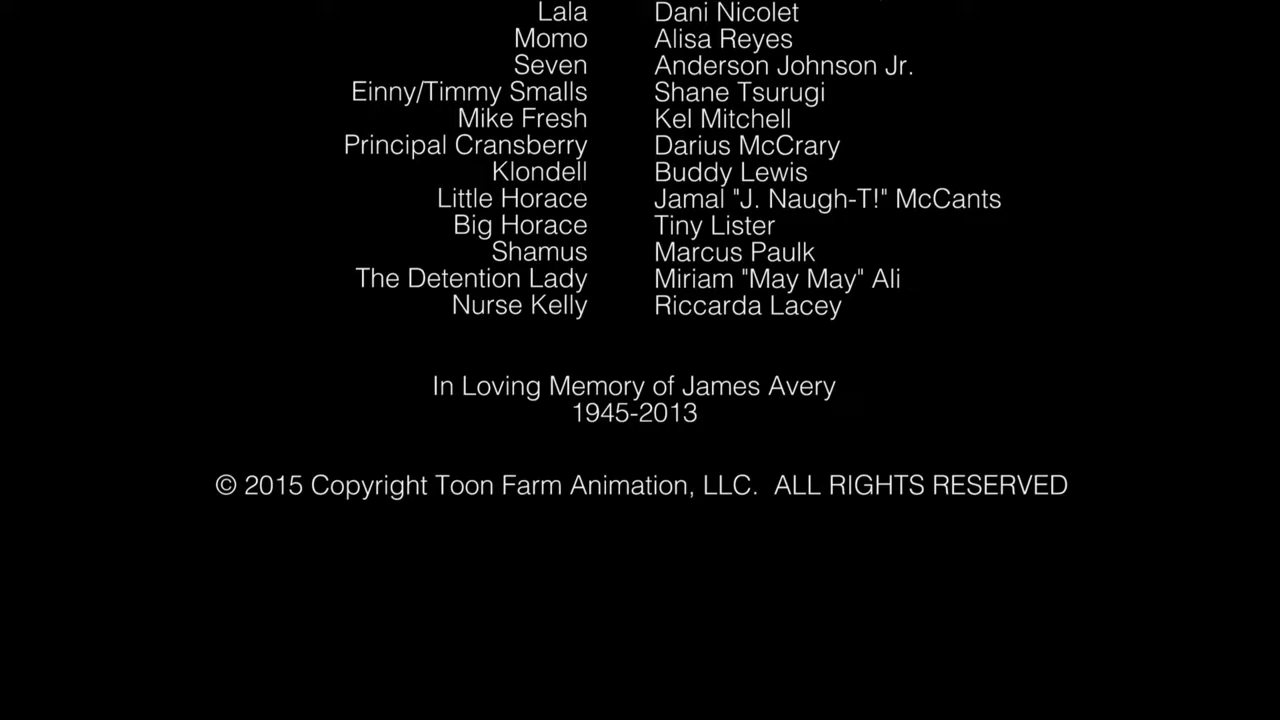 Lala Dani Nicolet
Momo Alisa Reyes
Seven Anderson Johnson Jr.
Einny/Timmy Smalls Shane Tsurugi
Mike Fresh Kel Mitchell
Principal Cransberry Darius McCrary
Klondell Buddy Lewis
Little Horace Jamal "J. Naugh-T!" McCants
Big Horace Tiny Lister
Shamus Marcus Paulk
The Detention Lady Miriam "May May" Ali
Nurse Kelly Riccarda Lacey
In Loving Memory of James Avery
1945-2013
© 2015 Copyright Toon Farm Animation, LLC. ALL RIGHTS RESERVED